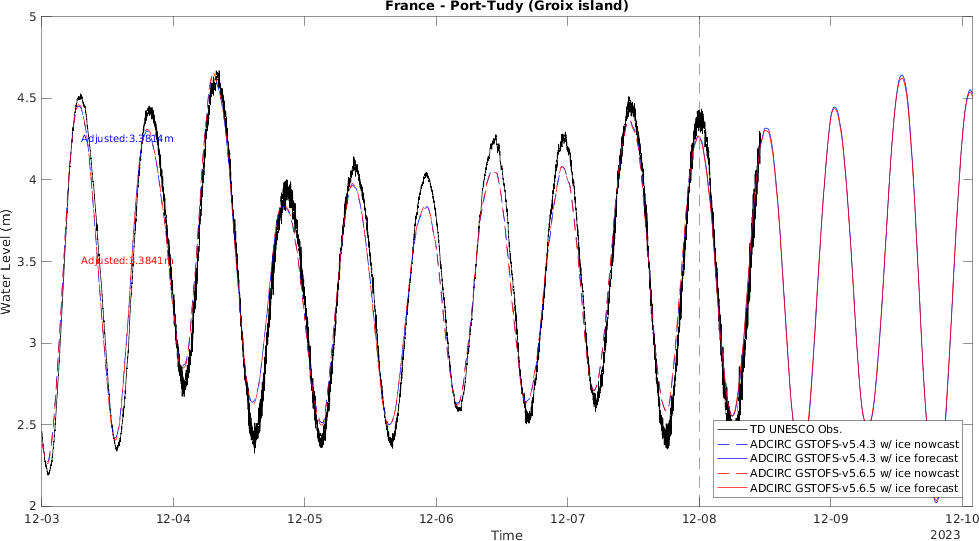 France - Port-Tudy (Groix island)
5
4.5
4
3.5
3
2.5
2
Water Level (m)
Adjusted:3.3814m
Adjusted:3.3841m
TD UNESCO Obs.
ADCIRC GSTOFS-v5.4.3 w/ ice nowcast
ADCIRC GSTOFS-v5.4.3 w/ ice forecast
ADCIRC GSTOFS-v5.6.5 w/ ice nowcast
ADCIRC GSTOFS-v5.6.5 w/ ice forecast
12-03 12-04 12-05 12-06 12-07 12-08 12-09 12-10
Time
2023